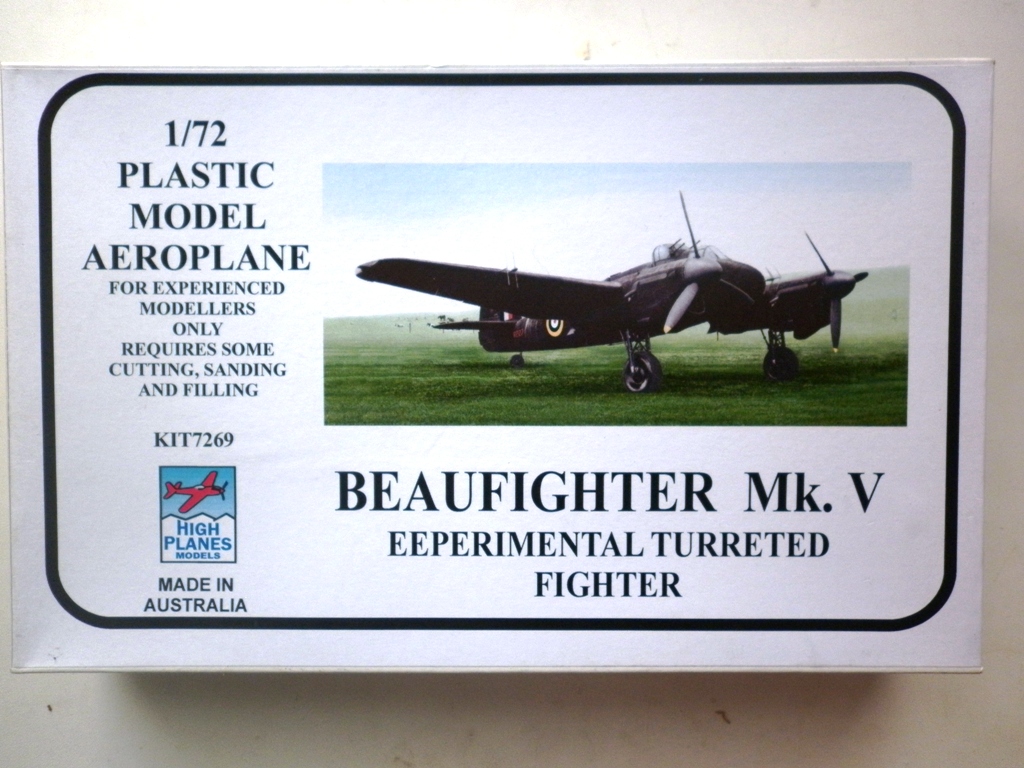 1/72
PLASTIC
MODEL
AEROPLANE
FOR EXPERIENCED
MODELLERS
ONLY
REQUIRES SOME
CUTTING, SANDING
AND FILLING
KIT7269
HIGH
PLANES
MODELS
MADE IN
AUSTRALIA
BEAUFIGHTER Mk. V
EEPERIMENTAL TURRETED
FIGHTER